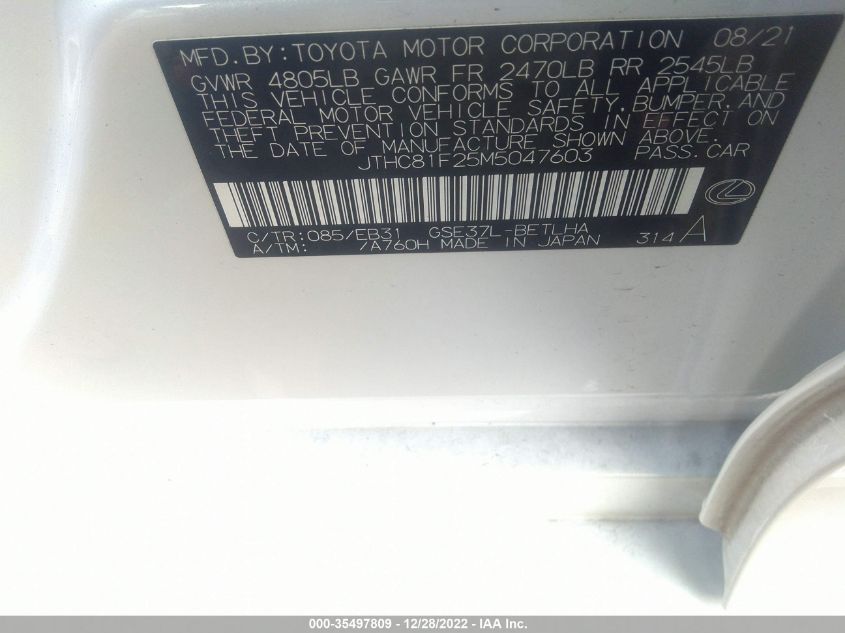 MFD. BY: TOYOTA MOTOR CORPORATION 08/21
GVWR 4805LB GAWR FR 2470LB RR 2545LB
THIS VEHICLE CONFORMS TO ALL APPLICABLE
FEDERAL MOTOR VEHICLE SAFETY, BUMPER, AND
THEFT PREVENTION STANDARDS IN EFFECT ON
THE DATE OF MANUFACTURE SHOWN ABOVE.
JTHC81F25M5047603 PASS. CAR
C/TR: 085/EB31 GSE37L-BETLHA
A/TM: /A760H MADE IN JAPAN 314 A
000-35497809 - 12/28/2022 - IAA Inc.